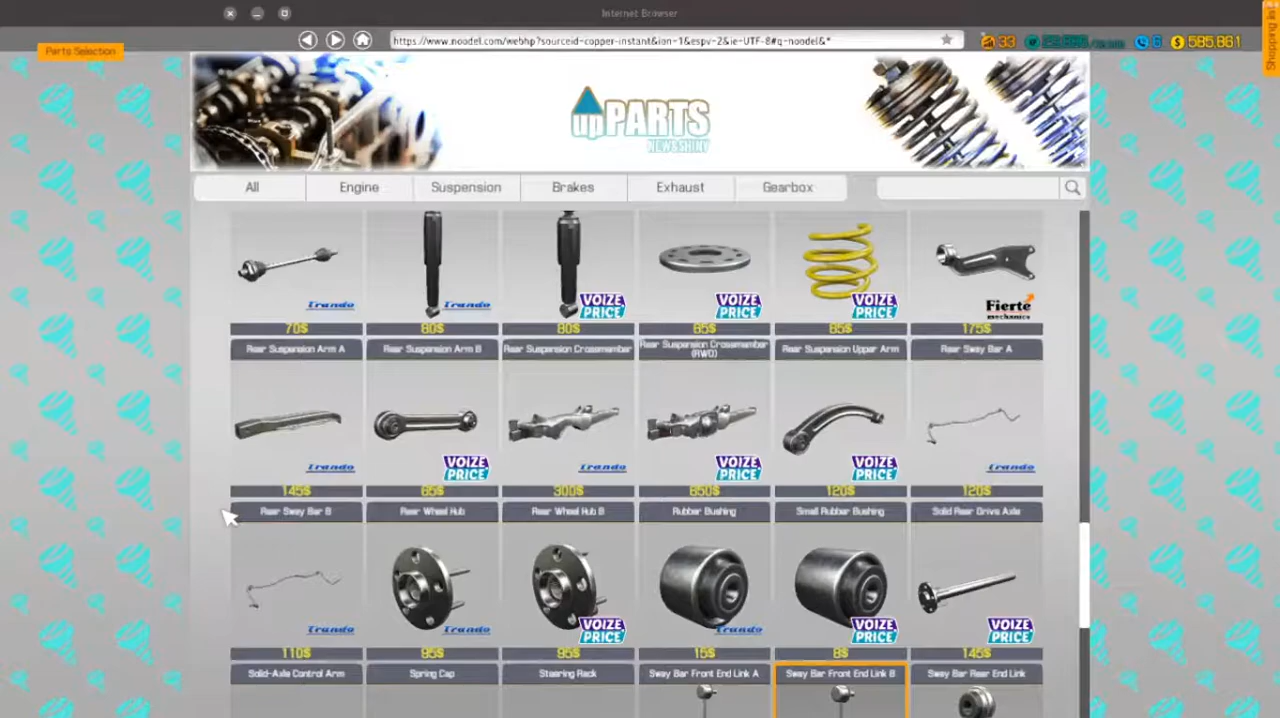 Internet Browser
https://www.noodel.com/webhp?sourceid-copper-instant&ion-1&espv-2&ie-UTF-8#q-noodel&*
33
6
$ 585,861
Parts Selection
upPARTS
NEW&SHINY
All
Engine
Suspension
Brakes
Exhaust
Gearbox
Trando
Trando
VOIZE PRICE
VOIZE PRICE
VOIZE PRICE
Fierte mechanics
70$
80$
80$
65$
65$
175$
Rear Suspension Arm A
Rear Suspension Arm B
Rear Suspension Crossmember
Rear Suspension Crossmember (RWD)
Rear Suspension Upper Arm
Rear Sway Bar A
Trando
VOIZE PRICE
Trando
VOIZE PRICE
VOIZE PRICE
Trando
145$
65$
300$
850$
120$
120$
Rear Sway Bar B
Rear Wheel Hub
Rear Wheel Hub B
Rubber Bushing
Small Rubber Bushing
Solid Rear Drive Axle
Trando
Trando
VOIZE PRICE
Trando
VOIZE PRICE
VOIZE PRICE
110$
95$
95$
15$
8$
145$
Solid-Axle Control Arm
Spring Cap
Steering Rack
Sway Bar Front End Link A
Sway Bar Front End Link B
Sway Bar Rear End Link